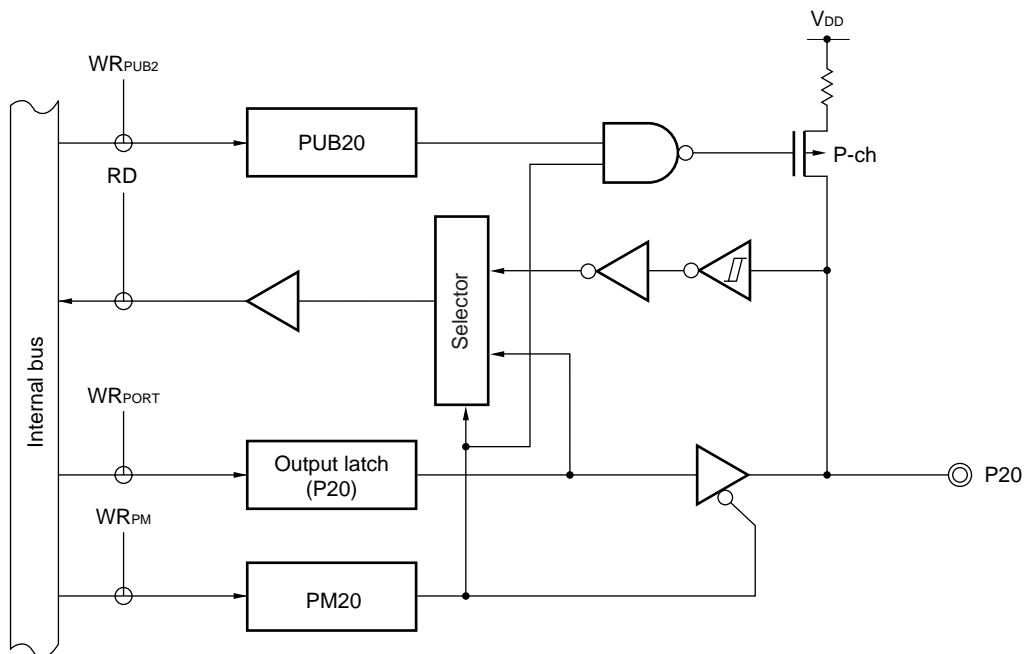 VDD
WRPUB2
PUB20
P-ch
RD
Selector
Internal bus
WRPORT
Output latch
(P20)
P20
WRPM
PM20